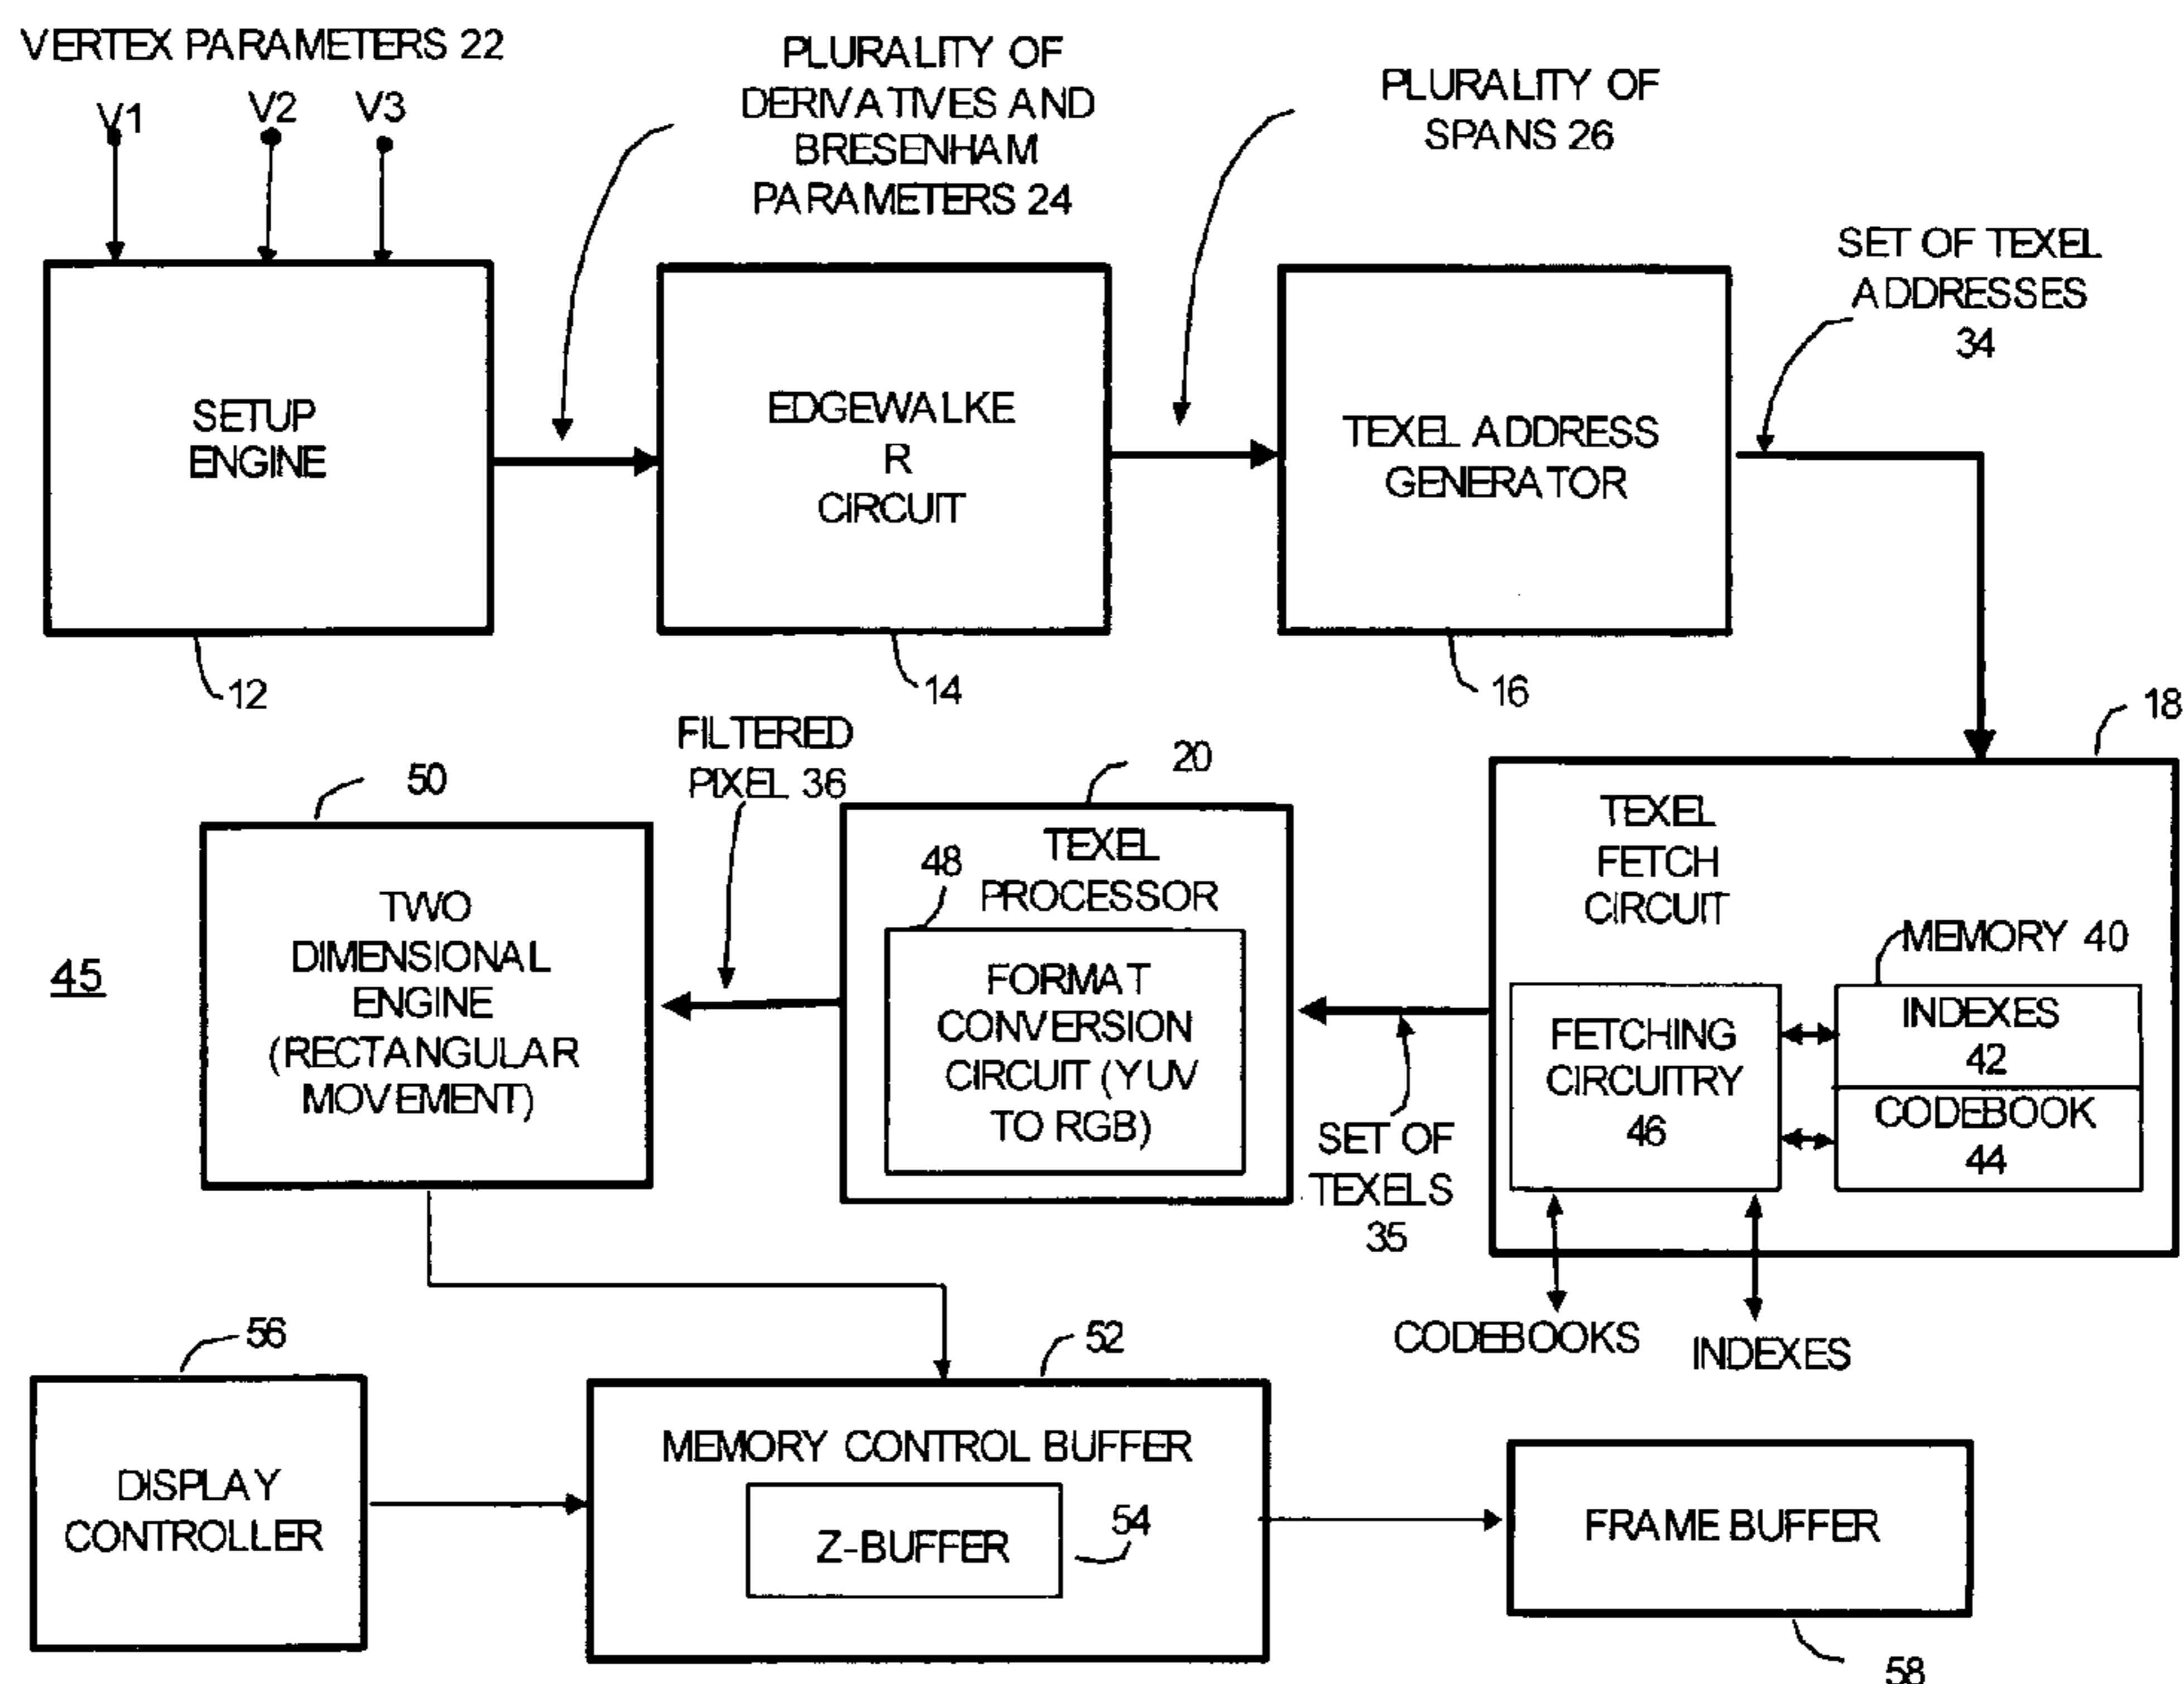 VERTEX PARAMETERS 22
V1
V2
V3
PLURALITY OF
DERIVATIVES AND
BRESENHAM
PARAMETERS 24
PLURALITY OF
SPANS 26
SET OF TEXEL
ADDRESSES
34
SETUP
ENGINE
EDGEWALKE
R
CIRCUIT
TEXEL ADDRESS
GENERATOR
12
14
16
18
FILTERED
PIXEL 36
50
20
TWO
DIMENSIONAL
ENGINE
(RECTANGULAR
MOVEMENT)
45
TEXEL
PROCESSOR
48
FORMAT
CONVERSION
CIRCUIT (YUV
TO RGB)
SET OF
TEXELS
35
TEXEL
FETCH
CIRCUIT
MEMORY 40
FETCHING
CIRCUITRY
46
INDEXES
42
CODEBOOK
44
CODEBOOKS
INDEXES
56
52
DISPLAY
CONTROLLER
MEMORY CONTROL BUFFER
Z-BUFFER
54
FRAME BUFFER
58